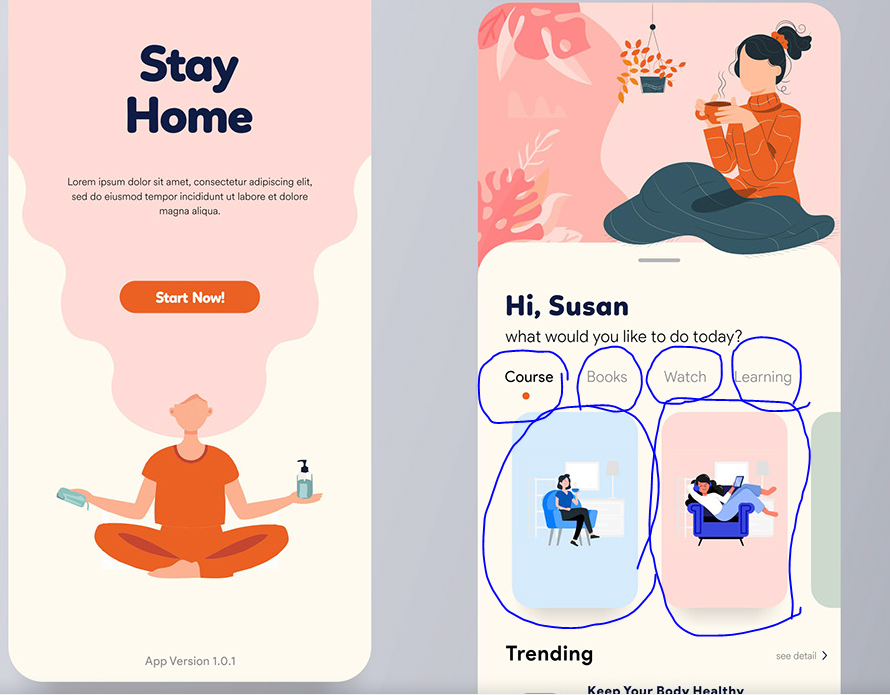 Stay
Home
Lorem ipsum dolor sit amet, consectetur adipiscing elit,
sed do eiusmod tempor incididunt ut labore et dolore
magna aliqua.
Start Now!
App Version 1.0.1
Hi, Susan
what would you like to do today?
Course Books Watch Learning
Trending see detail
Keep Your Body Healthy